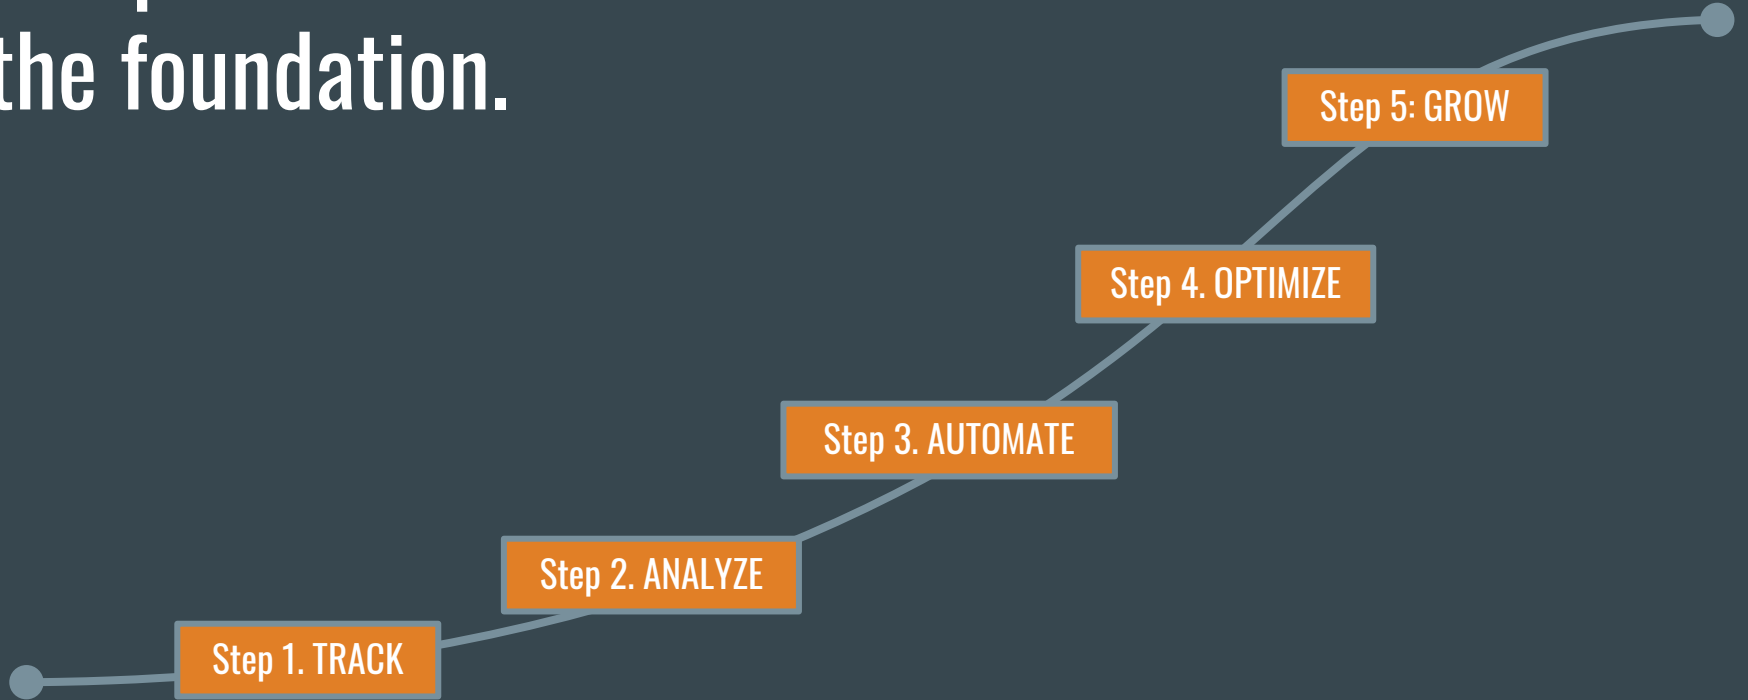 the foundation.
Step 5: GROW
Step 4. OPTIMIZE
Step 3. AUTOMATE
Step 2. ANALYZE
Step 1. TRACK